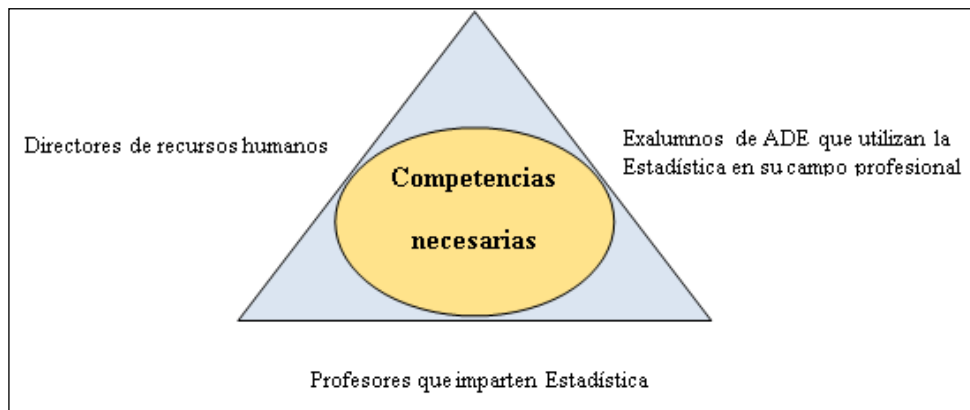 Directores de recursos humanos
Exalumnos de ADE que utilizan la
Estadística en su campo profesional
Competencias
necesarias
Profesores que imparten Estadística